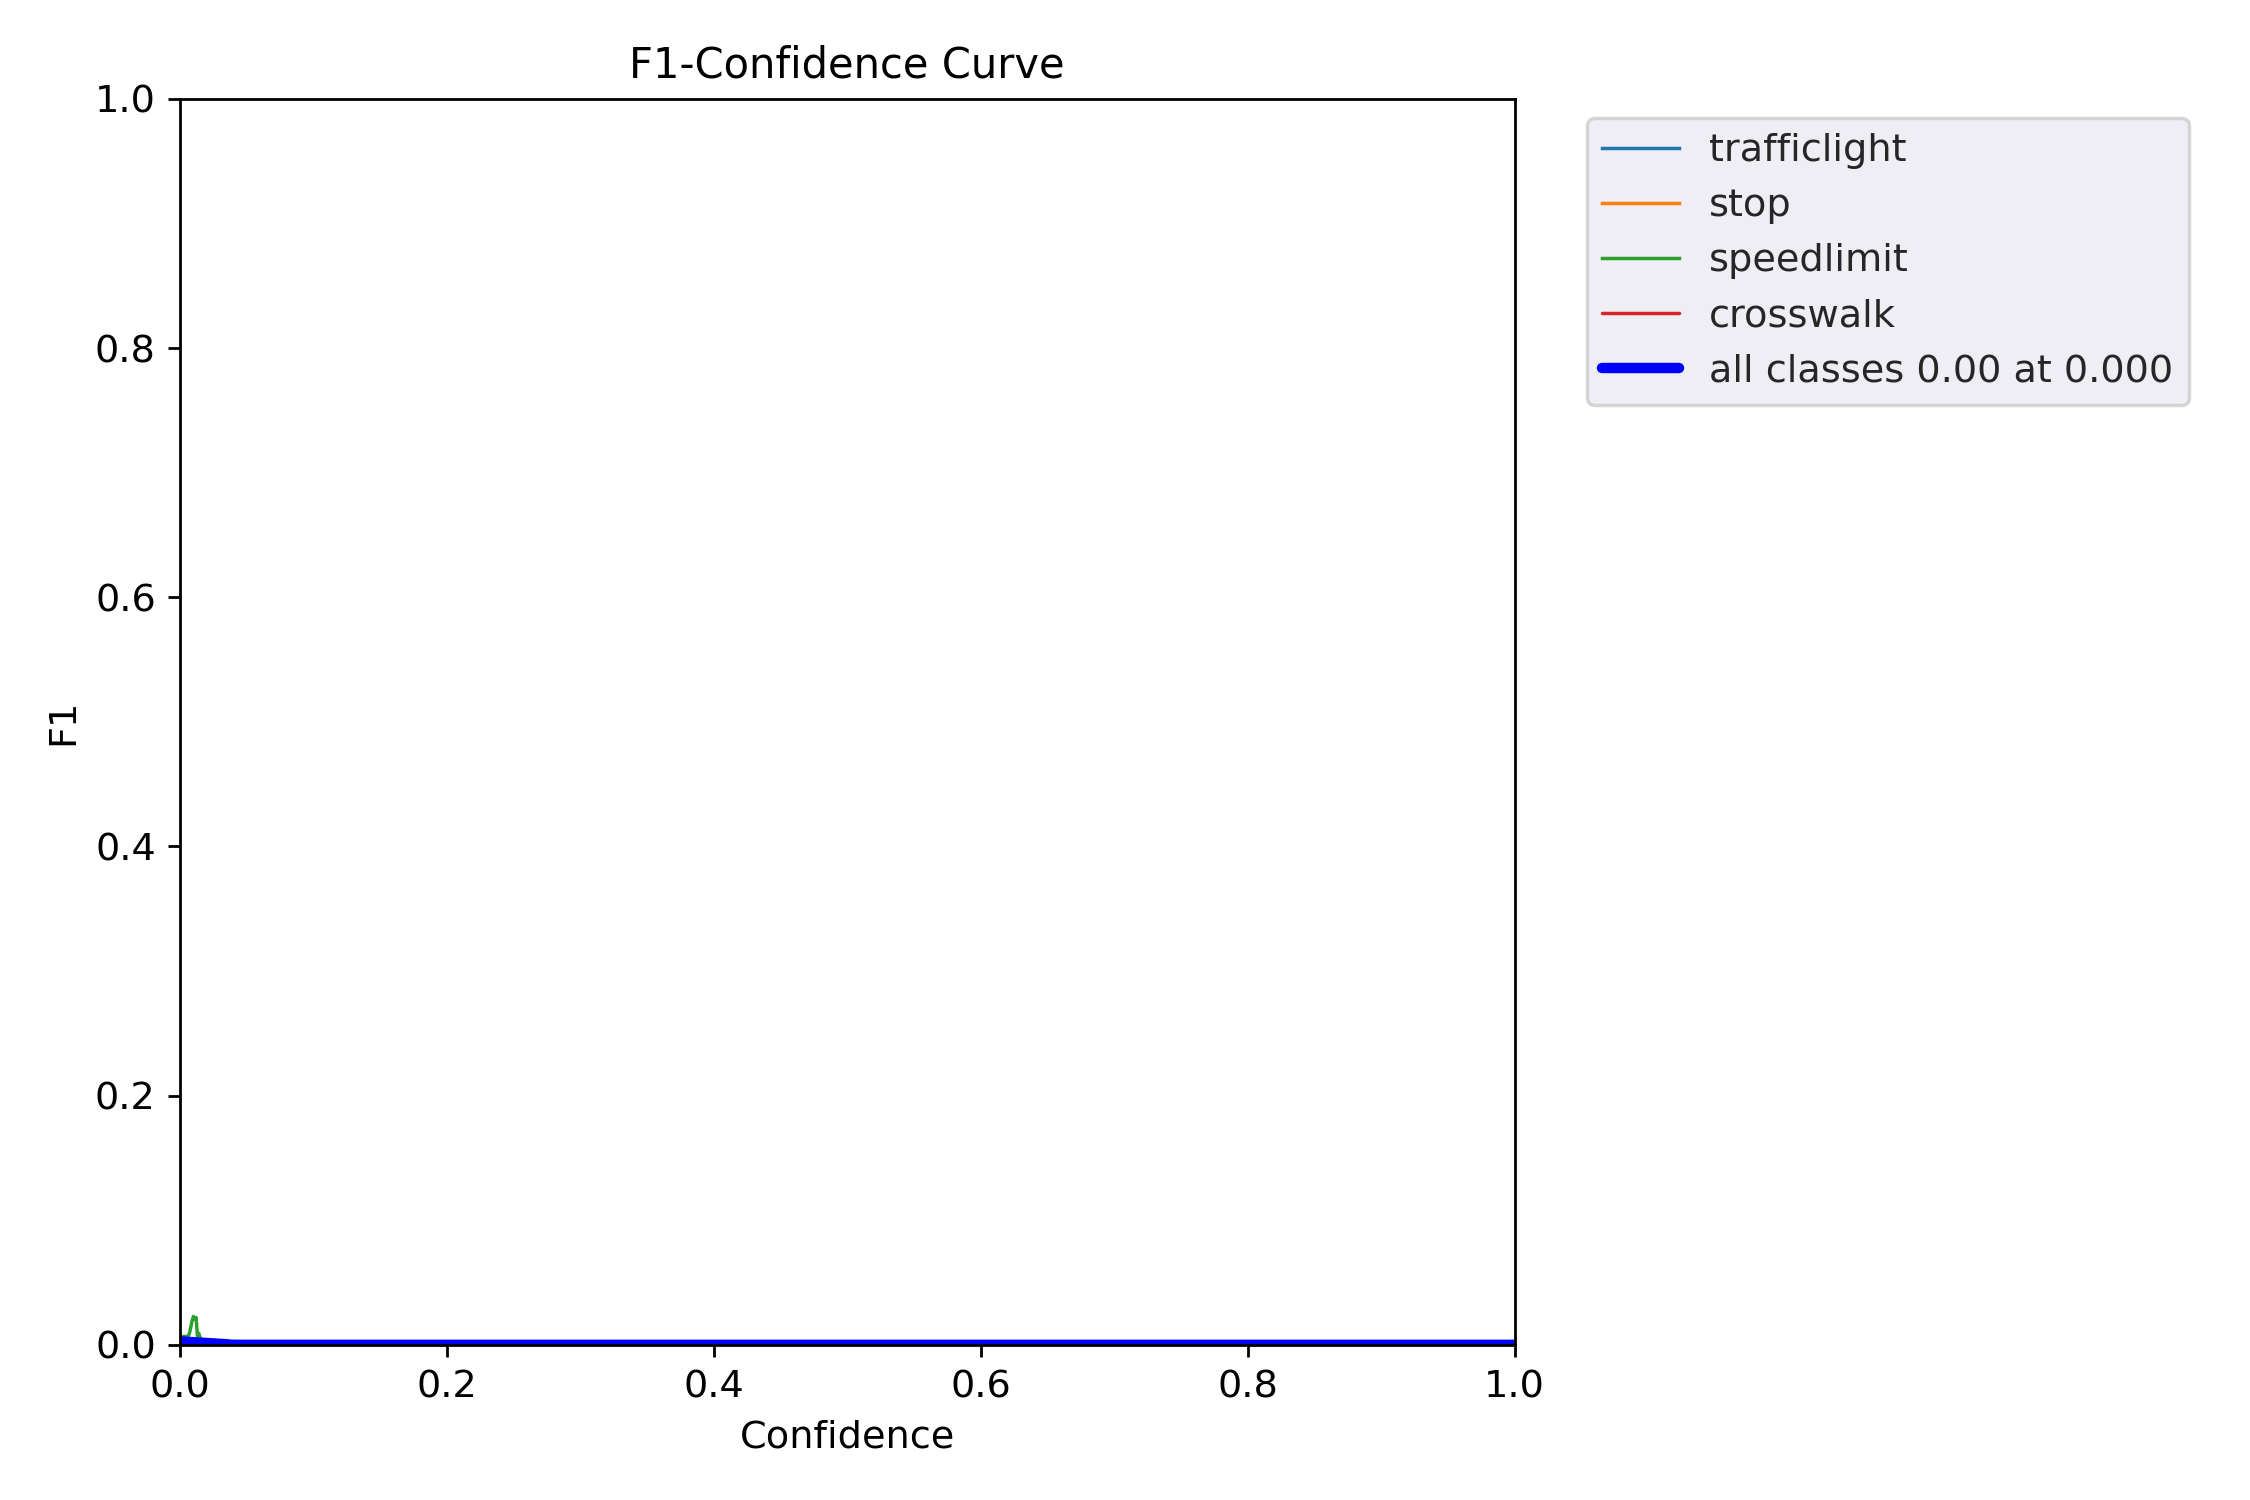 F1-Confidence Curve
1.0
0.8
0.6
0.4
0.2
0.0
F1
0.0 0.2 0.4 0.6 0.8 1.0
Confidence
trafficlight
stop
speedlimit
crosswalk
all classes 0.00 at 0.000